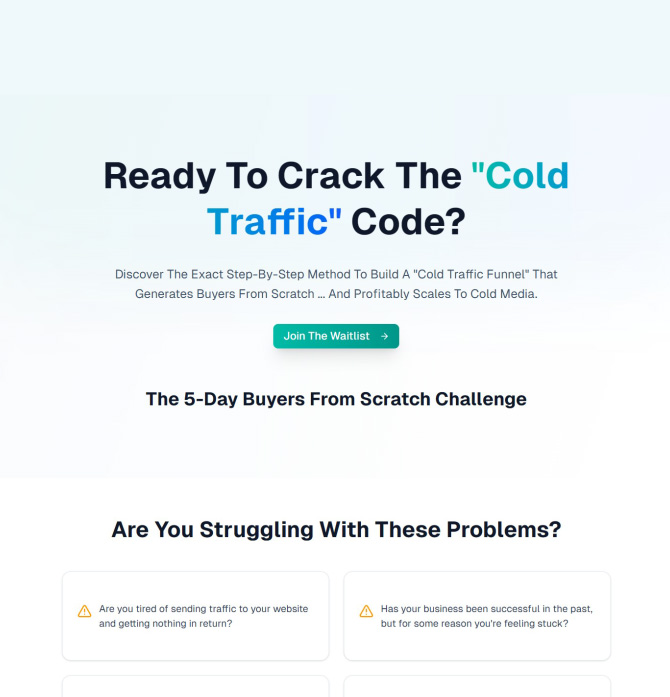 Ready To Crack The "Cold
Traffic" Code?
Discover The Exact Step-By-Step Method To Build A "Cold Traffic Funnel" That
Generates Buyers From Scratch ... And Profitably Scales To Cold Media.
Join The Waitlist →
The 5-Day Buyers From Scratch Challenge
Are You Struggling With These Problems?
Are you tired of sending traffic to your website
and getting nothing in return?
Has your business been successful in the past,
but for some reason you're feeling stuck?